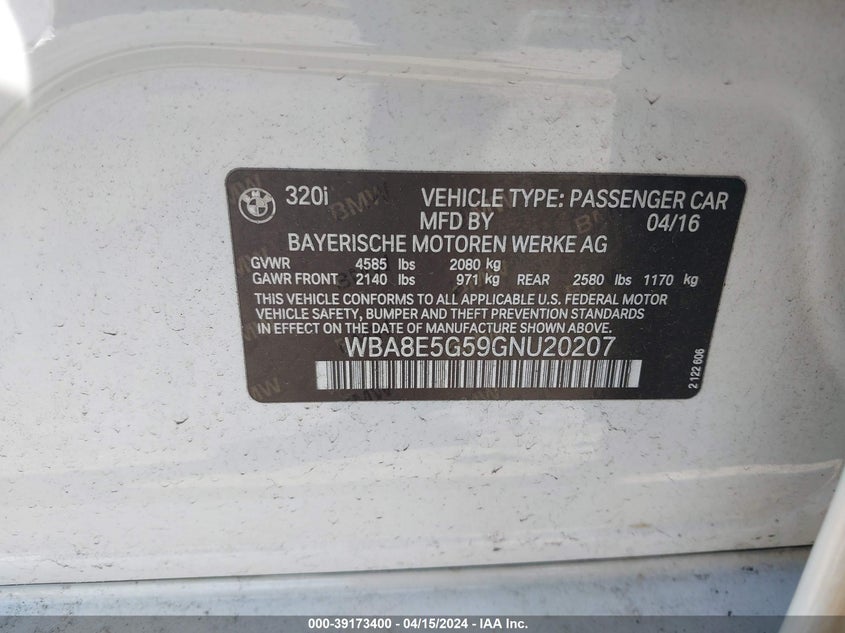 320i VEHICLE TYPE: PASSENGER CAR
MFD BY 04/16
BAYERISCHE MOTOREN WERKE AG
GVWR 4585 lbs 2080 kg
GAWR FRONT 2140 lbs 971 kg REAR 2580 lbs 1170 kg
THIS VEHICLE CONFORMS TO ALL APPLICABLE U.S. FEDERAL MOTOR
VEHICLE SAFETY, BUMPER AND THEFT PREVENTION STANDARDS
IN EFFECT ON THE DATE OF MANUFACTURE SHOWN ABOVE.
WBA8E5G59GNU20207
2 122 606
BMW
000-39173400 - 04/15/2024 - IAAI.COM